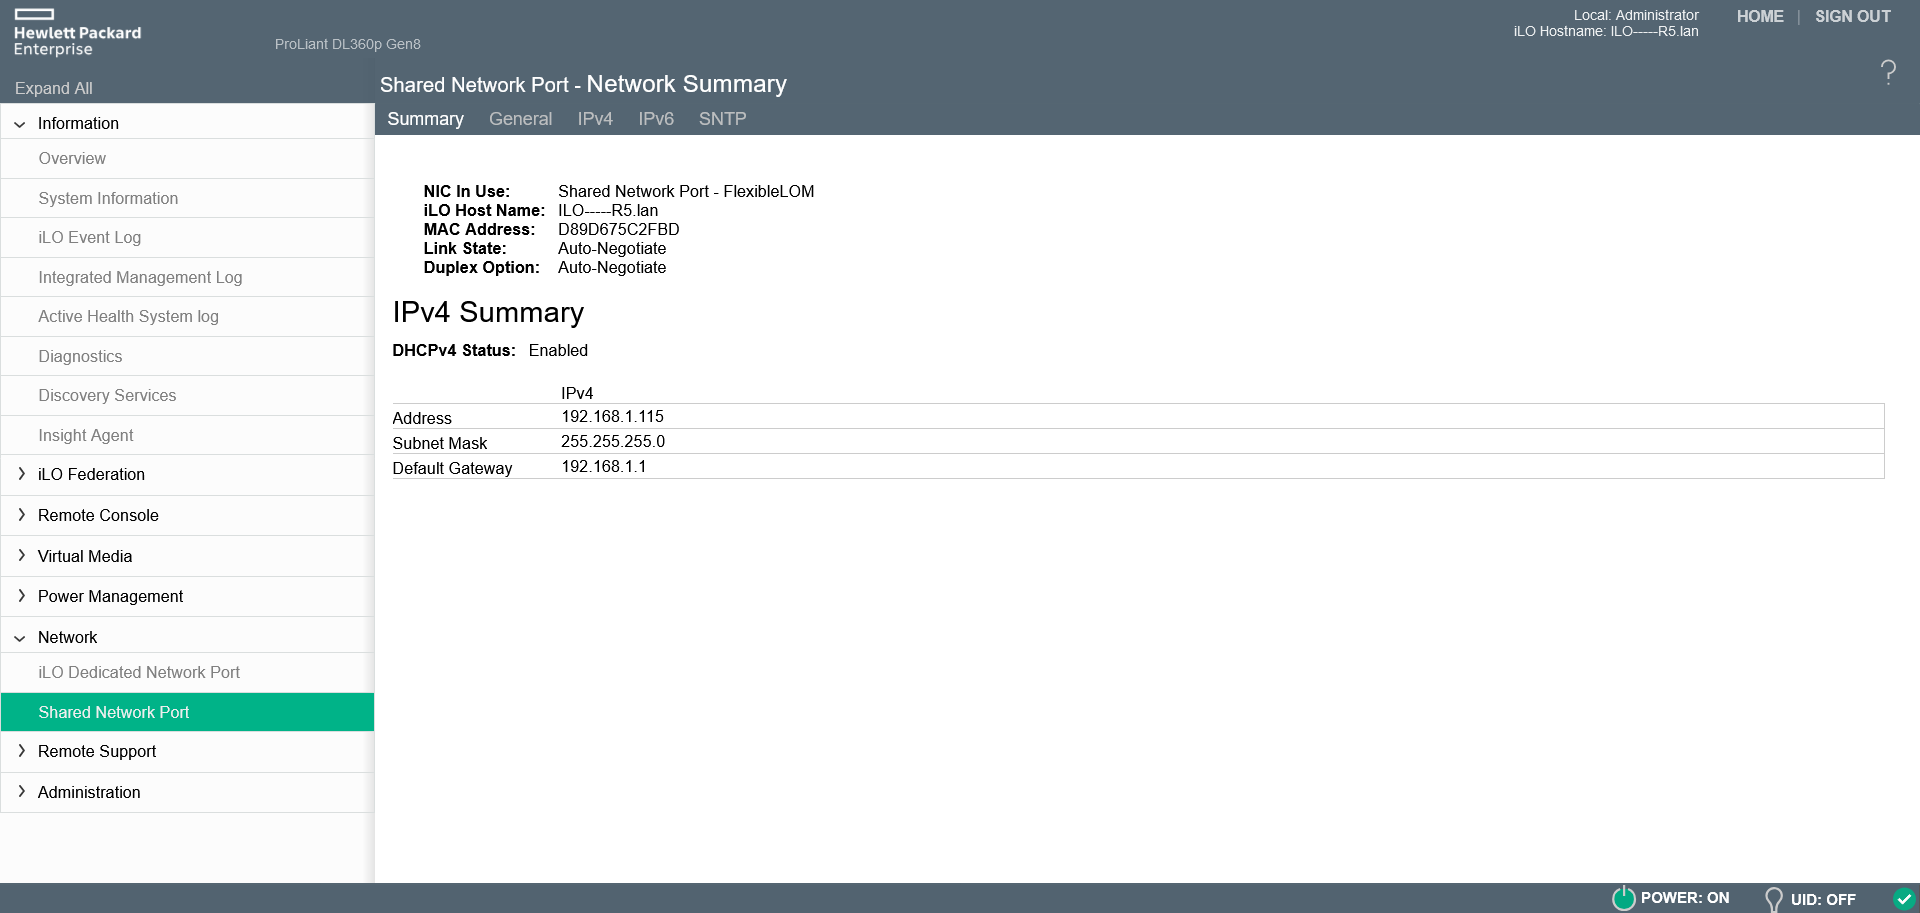 Hewlett Packard
Enterprise
ProLiant DL360p Gen8
Local: Administrator
iLO Hostname: ILO-----R5.lan
HOME | SIGN OUT
?
Expand All
Shared Network Port - Network Summary
Summary General IPv4 IPv6 SNTP
Information
Overview
System Information
iLO Event Log
Integrated Management Log
Active Health System log
Diagnostics
Discovery Services
Insight Agent
iLO Federation
Remote Console
Virtual Media
Power Management
Network
iLO Dedicated Network Port
Shared Network Port
Remote Support
Administration
NIC In Use: Shared Network Port - FlexibleLOM
iLO Host Name: ILO-----R5.lan
MAC Address: D89D675C2FBD
Link State: Auto-Negotiate
Duplex Option: Auto-Negotiate
IPv4 Summary
DHCPv4 Status: Enabled
IPv4
Address 192.168.1.115
Subnet Mask 255.255.255.0
Default Gateway 192.168.1.1
POWER: ON UID: OFF